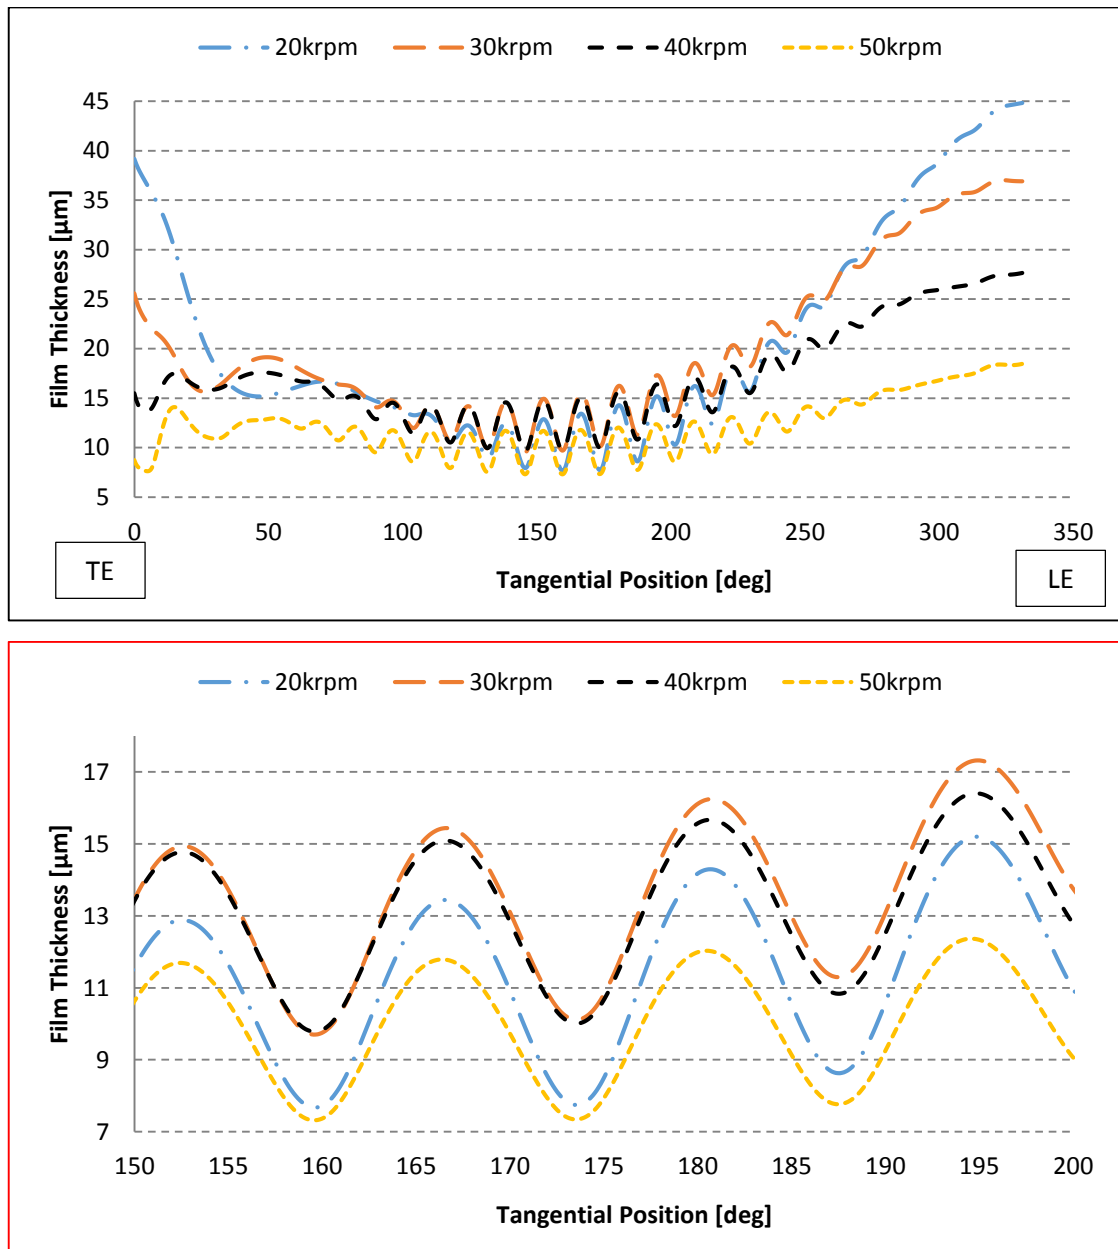 20krpm 30krpm 40krpm 50krpm
45
40
35
30
25
20
15
10
5
Film Thickness [µm]
0 50 100 150 200 250 300 350
TE
LE
Tangential Position [deg]
20krpm 30krpm 40krpm 50krpm
17
15
13
11
9
7
Film Thickness [µm]
150 155 160 165 170 175 180 185 190 195 200
Tangential Position [deg]